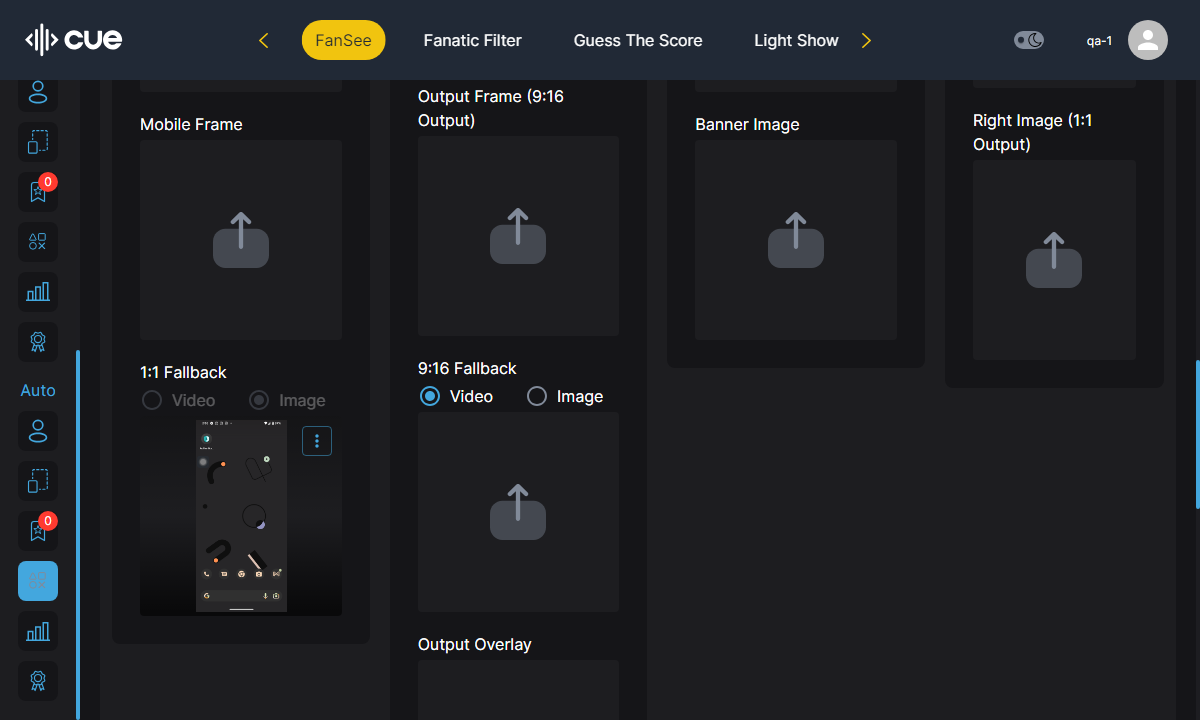 cue
FanSee
Fanatic Filter
Guess The Score
Light Show
qa-1
0
Auto
0
Mobile Frame
1:1 Fallback
Video
Image
Output Frame (9:16
Output)
9:16 Fallback
Video
Image
Output Overlay
Banner Image
Right Image (1:1
Output)